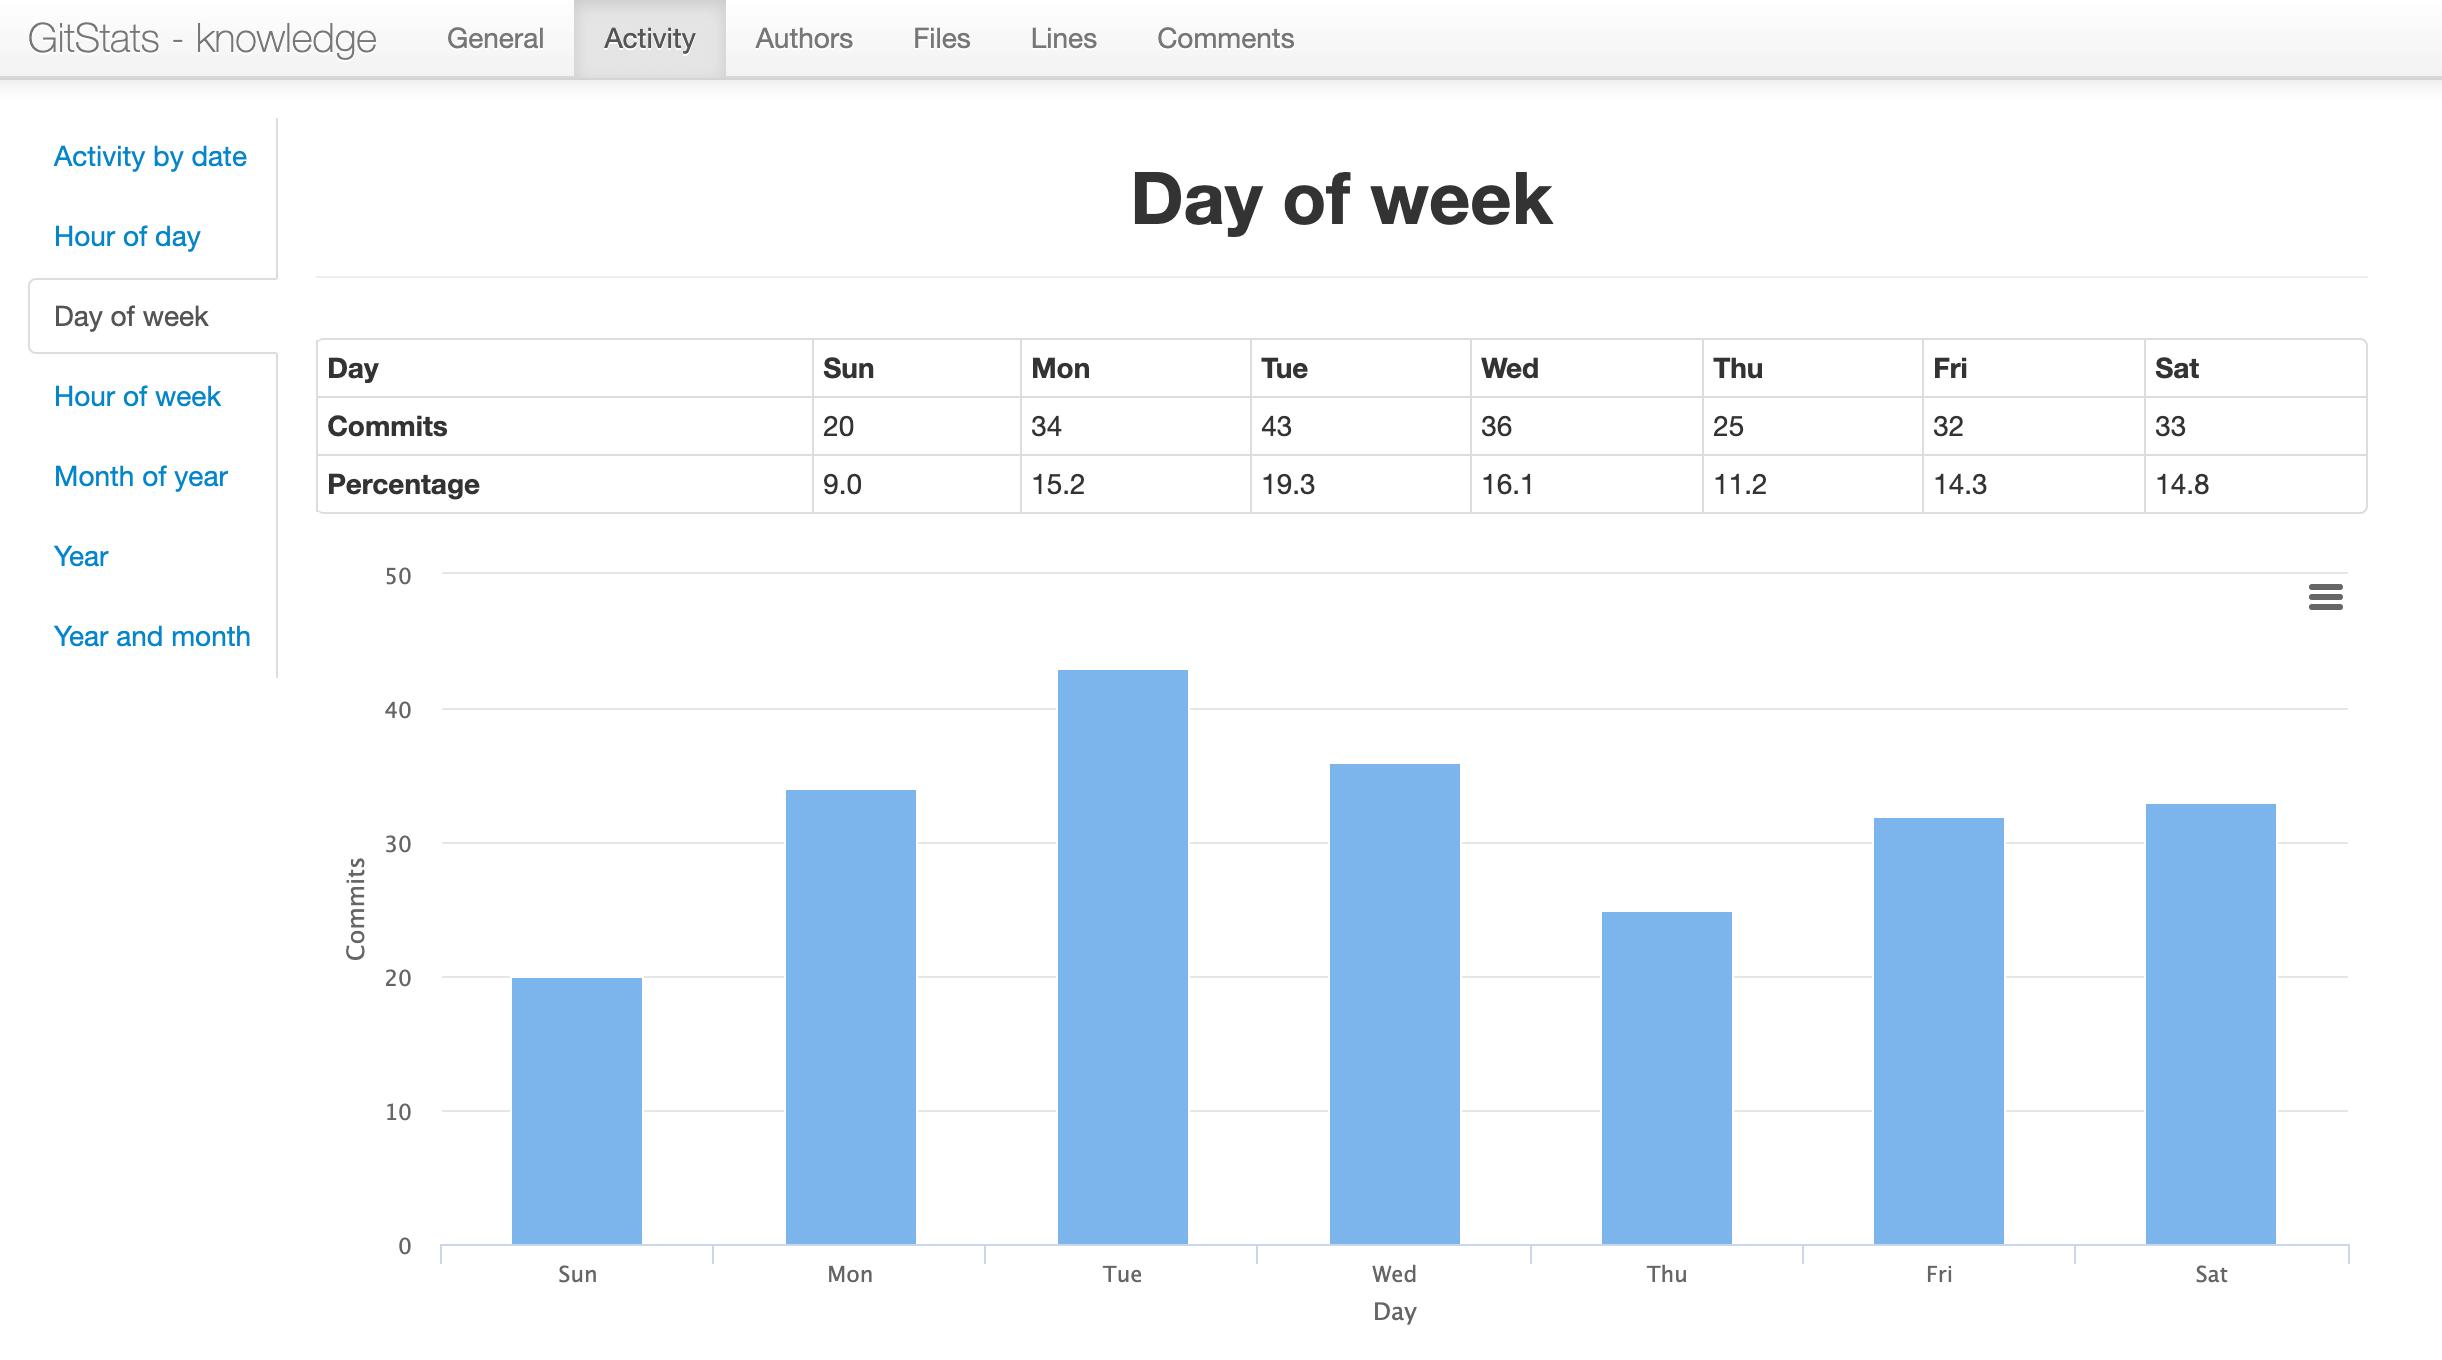 GitStats - knowledge General Activity Authors Files Lines Comments
Activity by date
Hour of day
Day of week
Hour of week
Month of year
Year
Year and month
Day of week
Day Sun Mon Tue Wed Thu Fri Sat
Commits 20 34 43 36 25 32 33
Percentage 9.0 15.2 19.3 16.1 11.2 14.3 14.8
50
40
30
20
10
0
Commits
Sun Mon Tue Wed Thu Fri Sat
Day